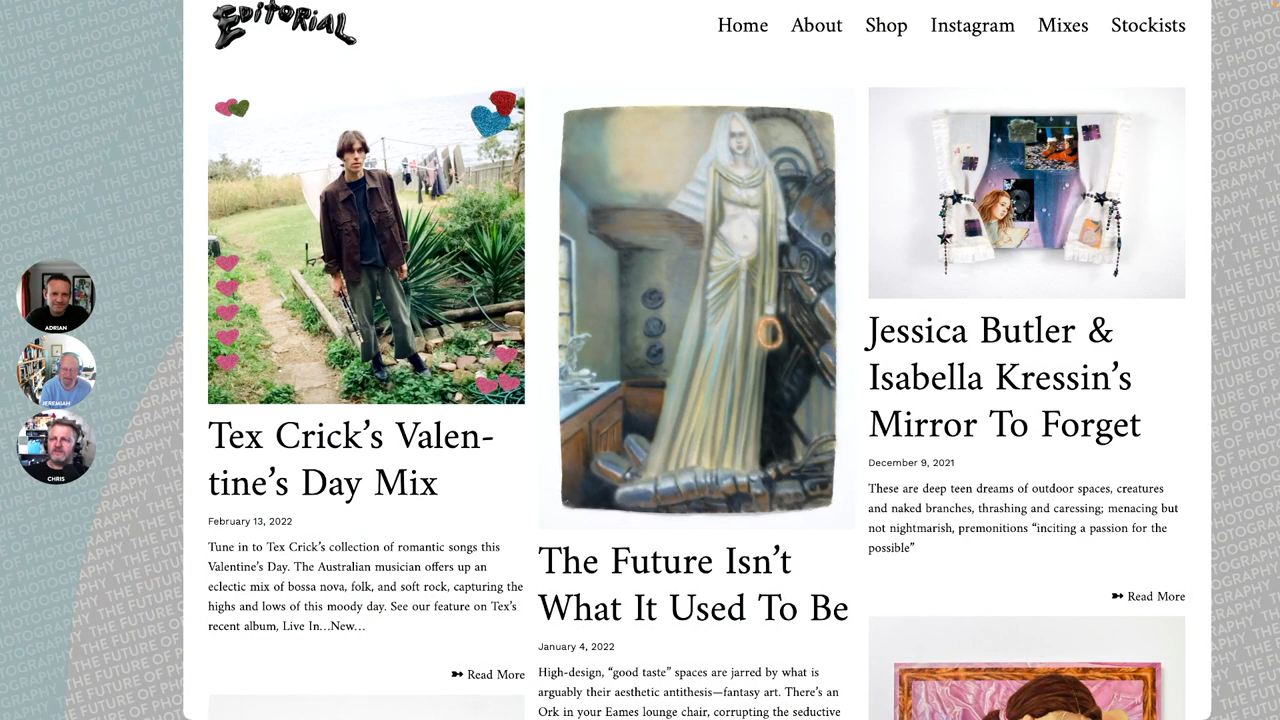 EDITORIAL
Home
About
Shop
Instagram
Mixes
Stockists
Tex Crick’s Valen-
tine’s Day Mix
February 13, 2022
Tune in to Tex Crick’s collection of romantic songs this
Valentine’s Day. The Australian musician offers up an
eclectic mix of bossa nova, folk, and soft rock, capturing the
highs and lows of this moody day. See our feature on Tex’s
recent album, Live In…New…
➽ Read More
The Future Isn’t
What It Used To Be
January 4, 2022
High-design, “good taste” spaces are jarred by what is
arguably their aesthetic antithesis—fantasy art. There’s an
Ork in your Eames lounge chair, corrupting the seductive
Jessica Butler &
Isabella Kressin’s
Mirror To Forget
December 9, 2021
These are deep teen dreams of outdoor spaces, creatures
and naked branches, thrashing and caressing; menacing but
not nightmarish, premonitions “inciting a passion for the
possible”
➽ Read More
ADRIAN
JEREMIAH
CHRIS
THE FUTURE OF PHOTOGRAPHY